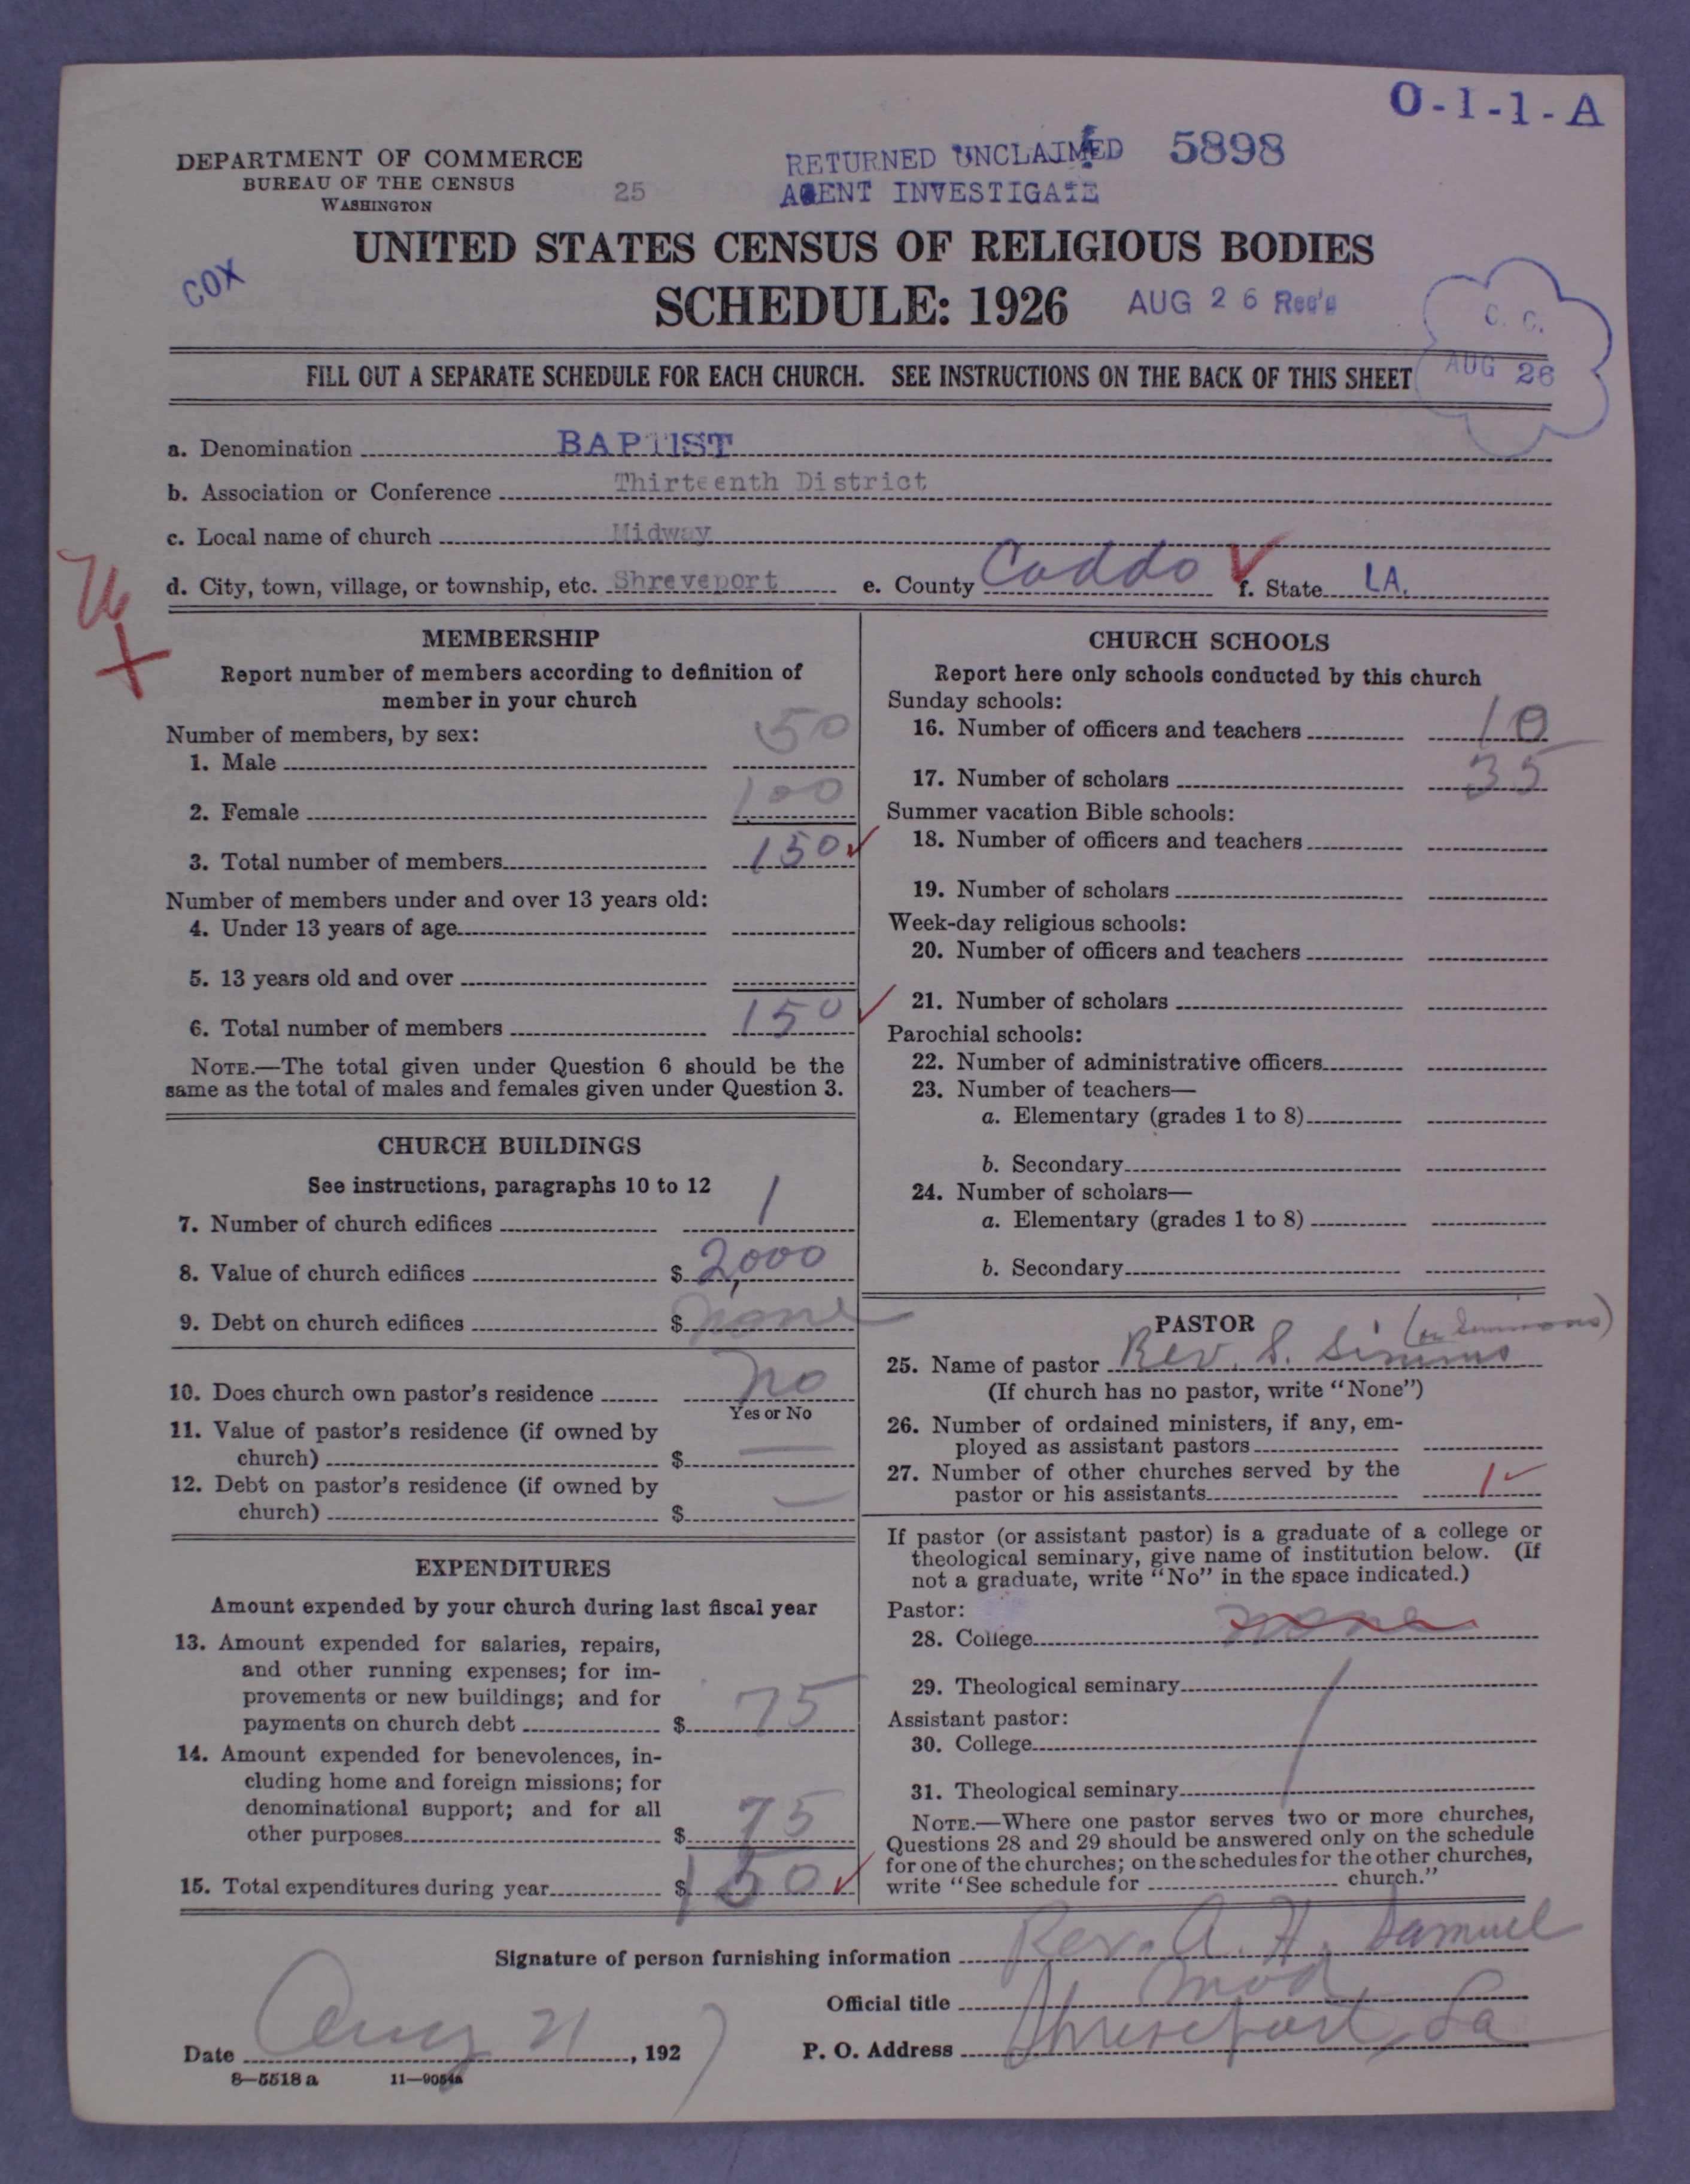 O-1-1-A
DEPARTMENT OF COMMERCE
BUREAU OF THE CENSUS
WASHINGTON
25
RETURNED UNCLAIMED 5898
AGENT INVESTIGATE
UNITED STATES CENSUS OF RELIGIOUS BODIES
COX
SCHEDULE: 1926 AUG 26 Rec'd
C. C.
AUG 26
FILL OUT A SEPARATE SCHEDULE FOR EACH CHURCH. SEE INSTRUCTIONS ON THE BACK OF THIS SHEET
a. Denomination BAPTIST
b. Association or Conference Thirteenth District
c. Local name of church Midway
d. City, town, village, or township, etc. Shreveport e. County Caddo f. State LA.
MEMBERSHIP
Report number of members according to definition of
member in your church
Number of members, by sex:
1. Male 50
2. Female 100
3. Total number of members 150
Number of members under and over 13 years old:
4. Under 13 years of age
5. 13 years old and over
6. Total number of members 150
NOTE.—The total given under Question 6 should be the
same as the total of males and females given under Question 3.
CHURCH BUILDINGS
See instructions, paragraphs 10 to 12
7. Number of church edifices 1
8. Value of church edifices $ 2,000
9. Debt on church edifices $ none
10. Does church own pastor's residence no
Yes or No
11. Value of pastor's residence (if owned by
church) $ —
12. Debt on pastor's residence (if owned by
church) $ —
EXPENDITURES
Amount expended by your church during last fiscal year
13. Amount expended for salaries, repairs,
and other running expenses; for im-
provements or new buildings; and for
payments on church debt $ 75
14. Amount expended for benevolences, in-
cluding home and foreign missions; for
denominational support; and for all
other purposes $ 75
15. Total expenditures during year $ 150
CHURCH SCHOOLS
Report here only schools conducted by this church
Sunday schools:
16. Number of officers and teachers 10
17. Number of scholars 35
Summer vacation Bible schools:
18. Number of officers and teachers
19. Number of scholars
Week-day religious schools:
20. Number of officers and teachers
21. Number of scholars
Parochial schools:
22. Number of administrative officers
23. Number of teachers—
a. Elementary (grades 1 to 8)
b. Secondary
24. Number of scholars—
a. Elementary (grades 1 to 8)
b. Secondary
PASTOR
25. Name of pastor Rev. S. Simms (or Simmons)
(If church has no pastor, write "None")
26. Number of ordained ministers, if any, em-
ployed as assistant pastors
27. Number of other churches served by the
pastor or his assistants 1
If pastor (or assistant pastor) is a graduate of a college or
theological seminary, give name of institution below. (If
not a graduate, write "No" in the space indicated.)
Pastor:
28. College none
29. Theological seminary
Assistant pastor:
30. College
31. Theological seminary
NOTE.—Where one pastor serves two or more churches,
Questions 28 and 29 should be answered only on the schedule
for one of the churches; on the schedules for the other churches,
write "See schedule for church."
Signature of person furnishing information Rev. A. H. Samuel
Official title Mod
Date Aug 21, 1927 P. O. Address Shreveport, La
8—5518 a 11—9054a